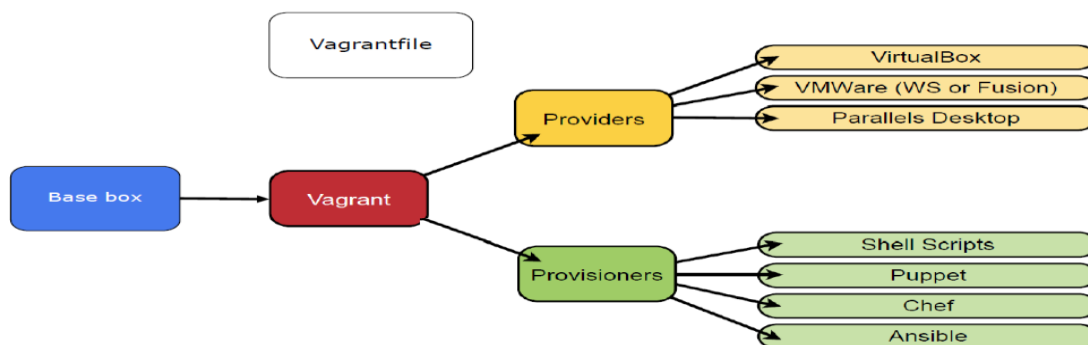 Vagrantfile
VirtualBox
VMWare (WS or Fusion)
Providers
Parallels Desktop
Base box
Vagrant
Shell Scripts
Provisioners
Puppet
Chef
Ansible